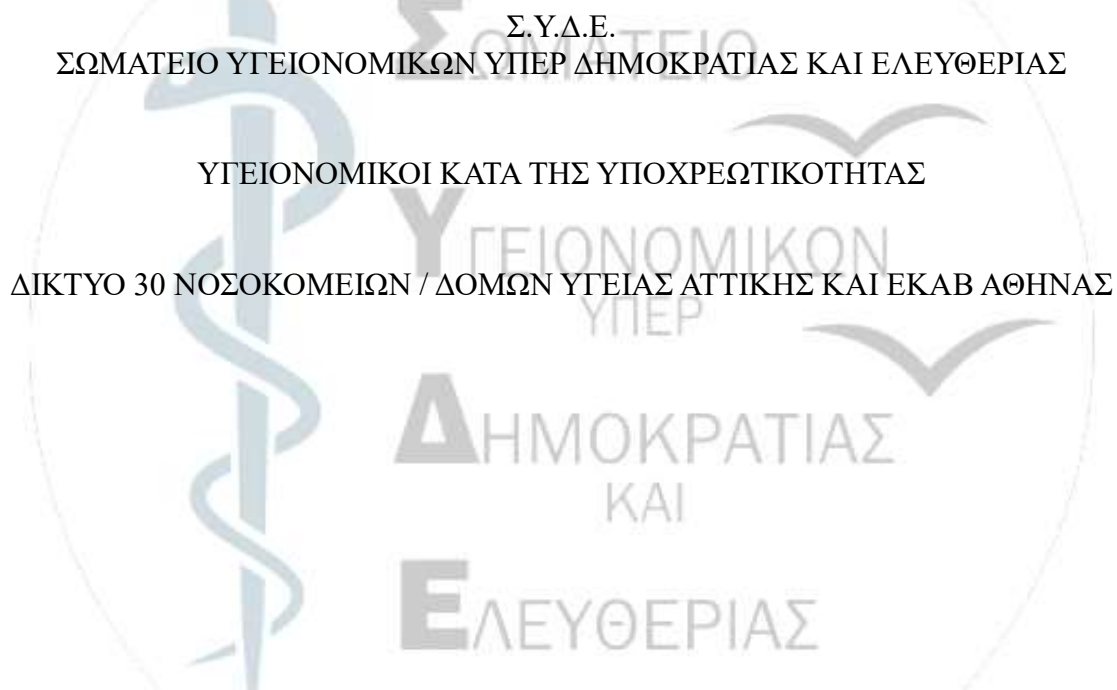 Σ.Υ.Δ.Ε.
ΣΩΜΑΤΕΙΟ
ΣΩΜΑΤΕΙΟ ΥΓΕΙΟΝΟΜΙΚΩΝ ΥΠΕΡ ΔΗΜΟΚΡΑΤΙΑΣ ΚΑΙ ΕΛΕΥΘΕΡΙΑΣ
ΥΓΕΙΟΝΟΜΙΚΟΙ ΚΑΤΑ ΤΗΣ ΥΠΟΧΡΕΩΤΙΚΟΤΗΤΑΣ
ΥΓΕΙΟΝΟΜΙΚΩΝ
ΔΙΚΤΥΟ 30 ΝΟΣΟΚΟΜΕΙΩΝ / ΔΟΜΩΝ ΥΓΕΙΑΣ ΑΤΤΙΚΗΣ ΚΑΙ ΕΚΑΒ ΑΘΗΝΑΣ
ΥΠΕΡ
ΔΗΜΟΚΡΑΤΙΑΣ
ΚΑΙ
ΕΛΕΥΘΕΡΙΑΣ